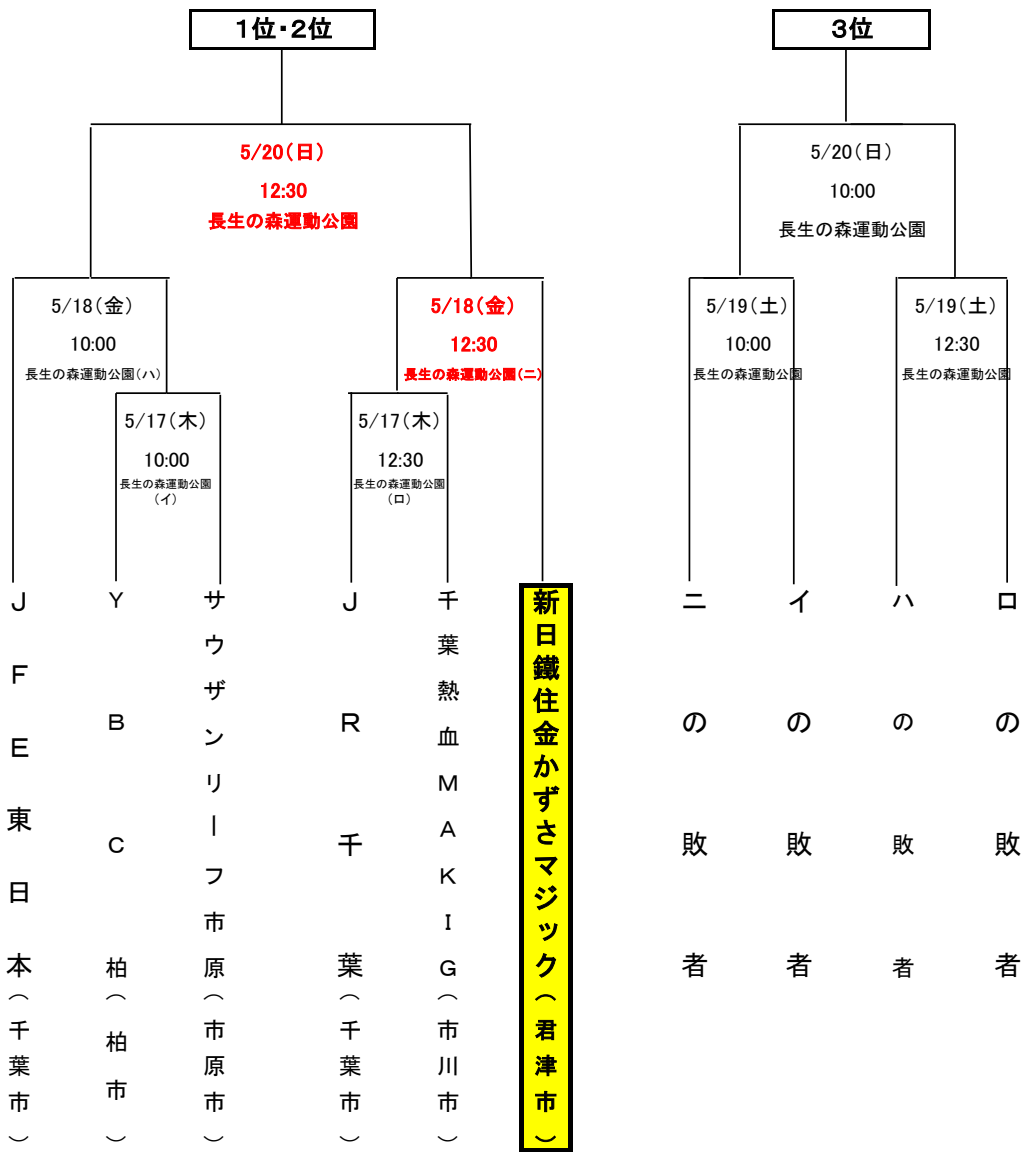 1位・2位
3位
5/20(日)
12:30
長生の森運動公園
5/20(日)
10:00
長生の森運動公園
5/18(金)
10:00
長生の森運動公園(ハ)
5/18(金)
12:30
長生の森運動公園(ニ)
5/19(土)
10:00
長生の森運動公園
5/19(土)
12:30
長生の森運動公園
5/17(木)
10:00
長生の森運動公園
(イ)
5/17(木)
12:30
長生の森運動公園
(ロ)
JFE東日本(千葉市)
YBC柏(柏市)
サウザンリーフ市原(市原市)
JR千葉(千葉市)
千葉熱血MAKING(市川市)
新日鐵住金かずさマジック(君津市)
ニの敗者
イの敗者
ハの敗者
ロの敗者